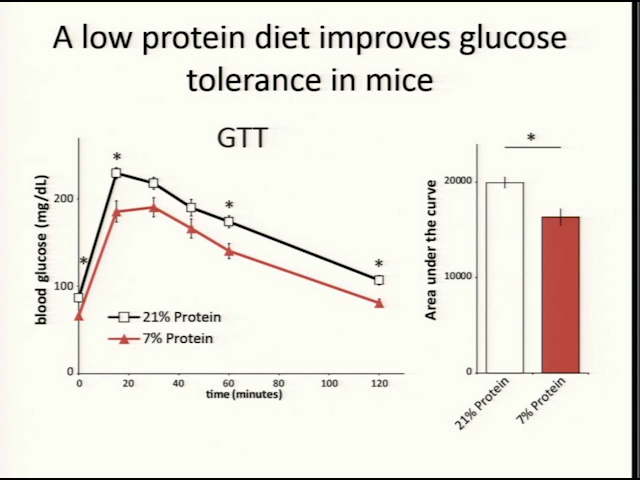 A low protein diet improves glucose
tolerance in mice
GTT
blood glucose (mg/dL)
200
100
0
*
*
*
*
21% Protein
7% Protein
0 20 40 60 80 100 120
time (minutes)
Area under the curve
20000
10000
0
*
21% Protein
7% Protein